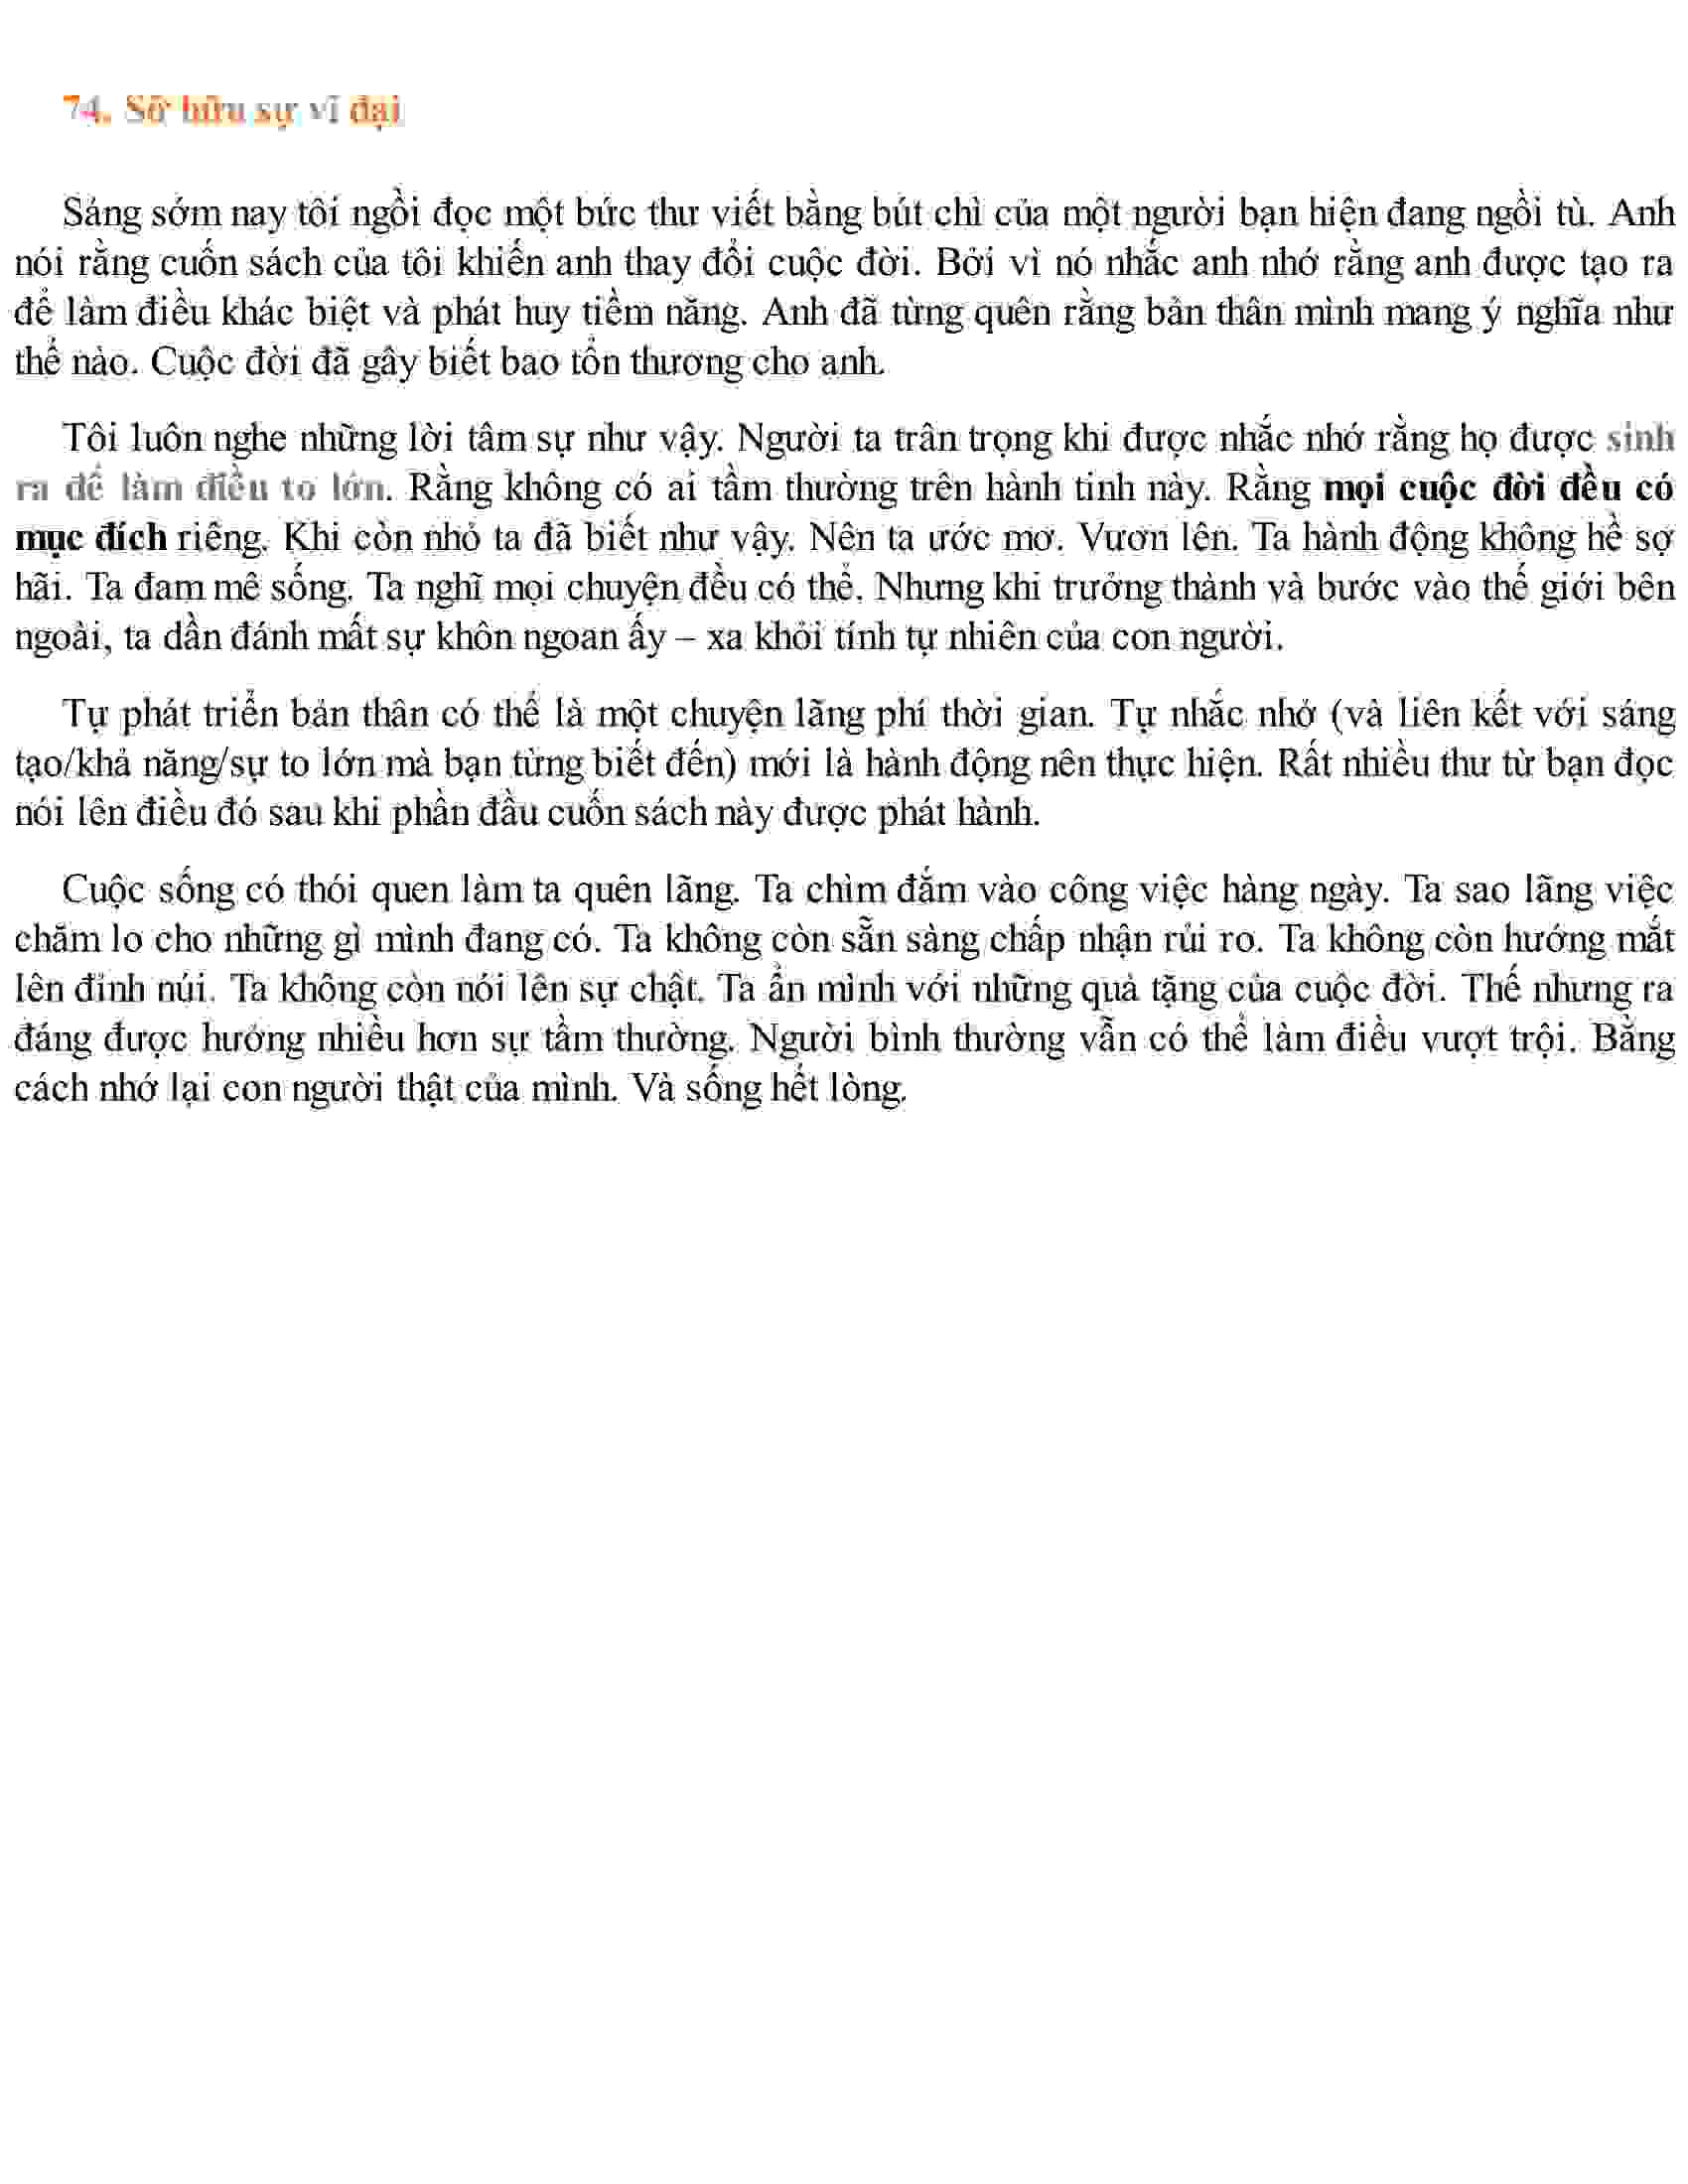 74. Sở hữu sự vĩ đại
Sáng sớm nay tôi ngồi đọc một bức thư viết bằng bút chì của một người bạn hiện đang ngồi tù. Anh
nói rằng cuốn sách của tôi khiến anh thay đổi cuộc đời. Bởi vì nó nhắc anh nhớ rằng anh được tạo ra
để làm điều khác biệt và phát huy tiềm năng. Anh đã từng quên rằng bản thân mình mang ý nghĩa như
thế nào. Cuộc đời đã gây biết bao tổn thương cho anh.
Tôi luôn nghe những lời tâm sự như vậy. Người ta trân trọng khi được nhắc nhớ rằng họ được sinh
ra để làm điều to lớn. Rằng không có ai tầm thường trên hành tinh này. Rằng mọi cuộc đời đều có
mục đích riêng. Khi còn nhỏ ta đã biết như vậy. Nên ta ước mơ. Vươn lên. Ta hành động không hề sợ
hãi. Ta đam mê sống. Ta nghĩ mọi chuyện đều có thể. Nhưng khi trưởng thành và bước vào thế giới bên
ngoài, ta dần đánh mất sự khôn ngoan ấy – xa khỏi tính tự nhiên của con người.
Tự phát triển bản thân có thể là một chuyện lãng phí thời gian. Tự nhắc nhở (và liên kết với sáng
tạo/khả năng/sự to lớn mà bạn từng biết đến) mới là hành động nên thực hiện. Rất nhiều thư từ bạn đọc
nói lên điều đó sau khi phần đầu cuốn sách này được phát hành.
Cuộc sống có thói quen làm ta quên lãng. Ta chìm đắm vào công việc hàng ngày. Ta sao lãng việc
chăm lo cho những gì mình đang có. Ta không còn sẵn sàng chấp nhận rủi ro. Ta không còn hướng mắt
lên đỉnh núi. Ta không còn nói lên sự chật. Ta ẩn mình với những quà tặng của cuộc đời. Thế nhưng ra
đáng được hưởng nhiều hơn sự tầm thường. Người bình thường vẫn có thể làm điều vượt trội. Bằng
cách nhớ lại con người thật của mình. Và sống hết lòng.